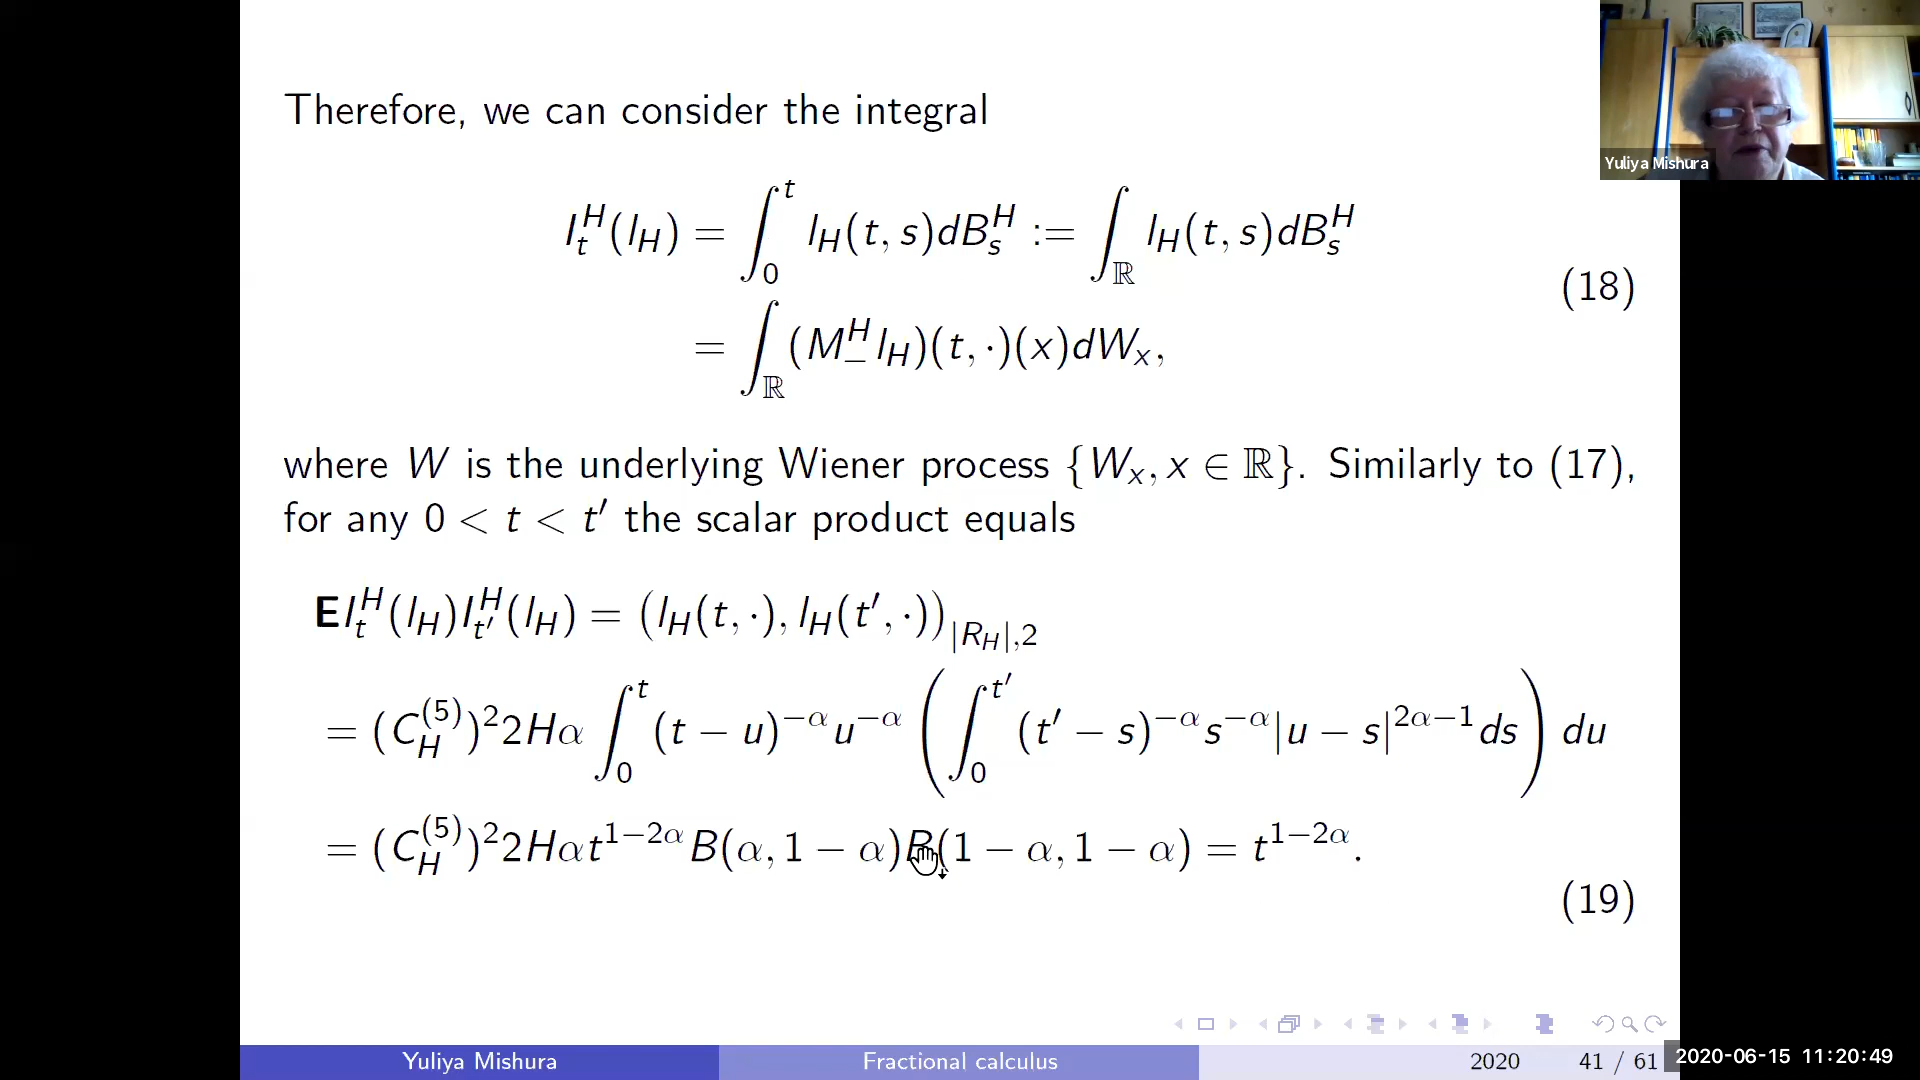 Therefore, we can consider the integral
I_t^H(l_H) = ∫_0^t l_H(t, s)dB_s^H := ∫_ℝ l_H(t, s)dB_s^H
= ∫_ℝ (M_−^H l_H)(t, ·)(x)dW_x,
(18)
where W is the underlying Wiener process {W_x, x ∈ ℝ}. Similarly to (17),
for any 0 < t < t′ the scalar product equals
𝐄I_t^H(l_H)I_{t′}^H(l_H) = (l_H(t, ·), l_H(t′, ·))_{|R_H|,2}
= (C_H^{(5)})^2 2Hα ∫_0^t (t − u)^{−α} u^{−α} (∫_0^{t′} (t′ − s)^{−α} s^{−α} |u − s|^{2α−1} ds) du
= (C_H^{(5)})^2 2Hαt^{1−2α} B(α, 1 − α)B(1 − α, 1 − α) = t^{1−2α}.
(19)
Yuliya Mishura
Yuliya Mishura Fractional calculus 2020 41 / 61
2020-06-15 11:20:49